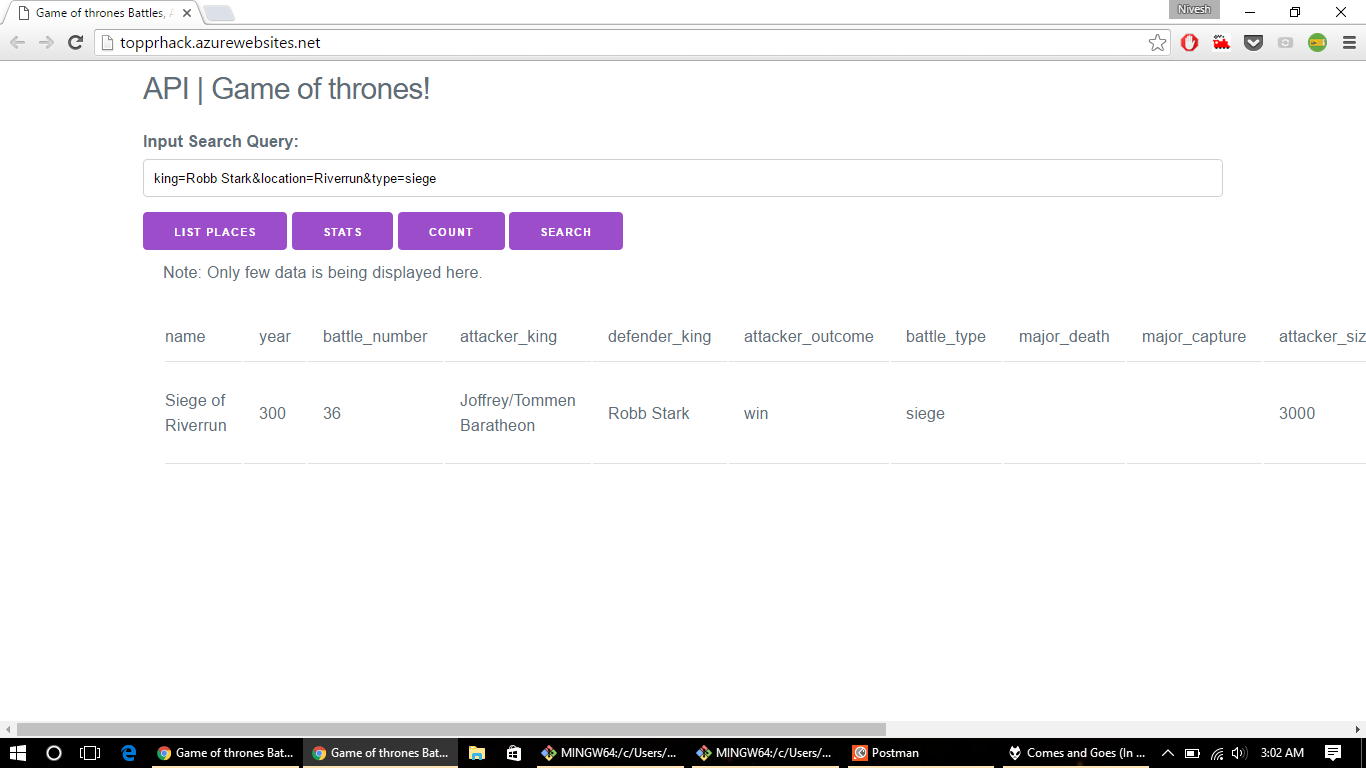 Game of thrones Battles, A
Nivesh
topprhack.azurewebsites.net
API | Game of thrones!
Input Search Query:
king=Robb Stark&location=Riverrun&type=siege
LIST PLACES STATS COUNT SEARCH
Note: Only few data is being displayed here.
name year battle_number attacker_king defender_king attacker_outcome battle_type major_death major_capture attacker_siz
Siege of Riverrun 300 36 Joffrey/Tommen Baratheon Robb Stark win siege 3000
Game of thrones Bat... Game of thrones Bat... MINGW64:/c/Users/... MINGW64:/c/Users/... Postman Comes and Goes (In ... 3:02 AM